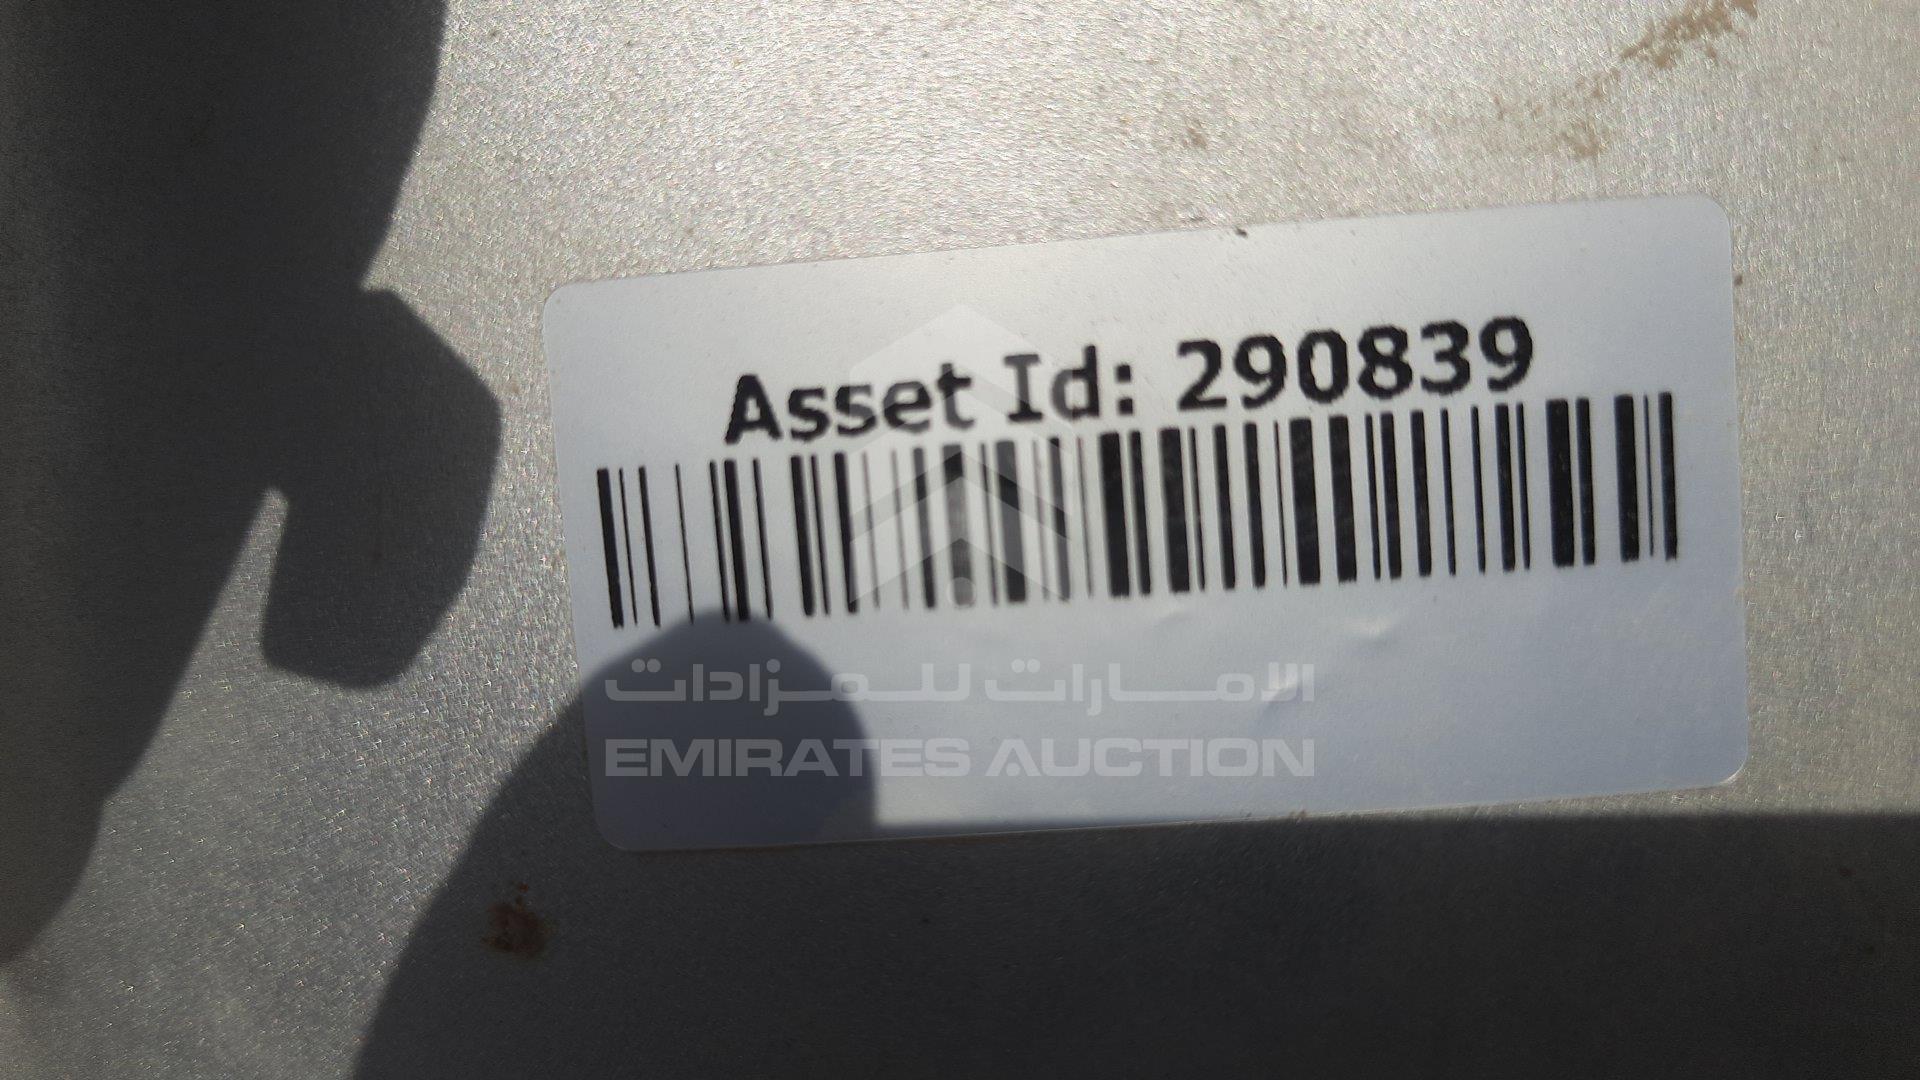 Asset Id: 290839
الامارات للمزادات
EMIRATES AUCTION